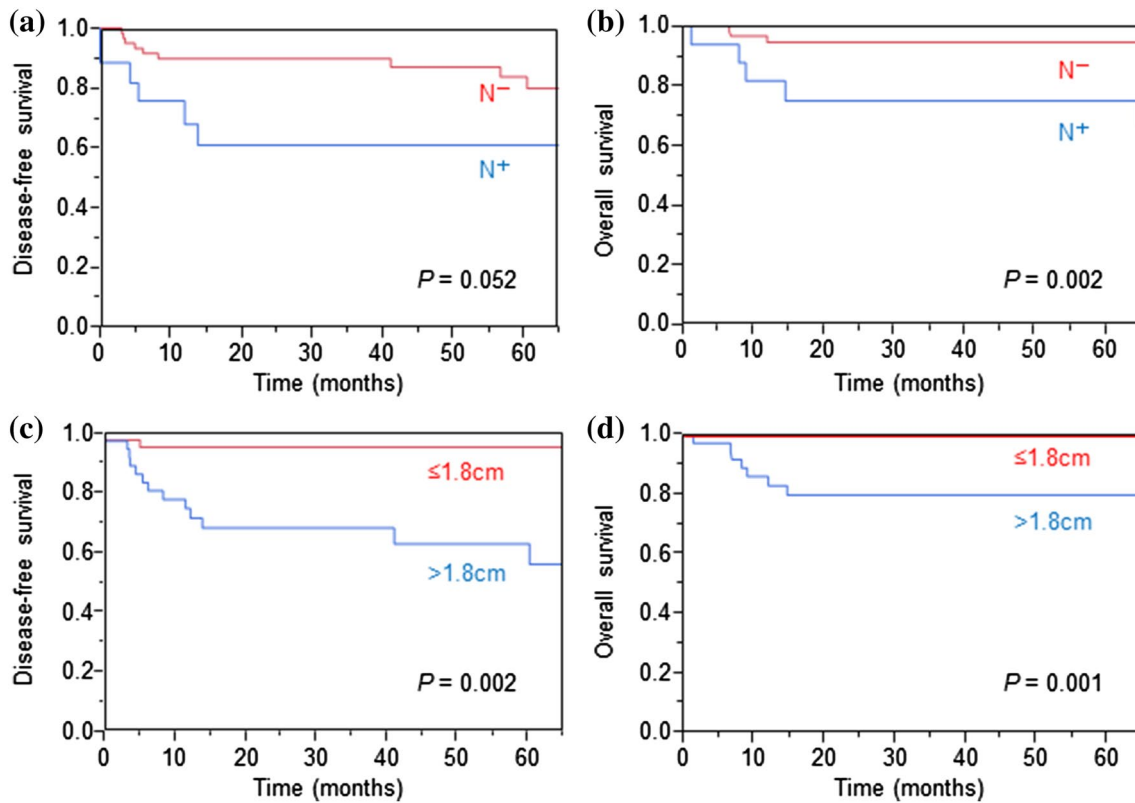 (a)
Disease-free survival
1.0
0.8
0.6
0.4
0.2
0.0
N−
N+
P = 0.052
0 10 20 30 40 50 60
Time (months)
(b)
Overall survival
1.0
0.8
0.6
0.4
0.2
0.0
N−
N+
P = 0.002
0 10 20 30 40 50 60
Time (months)
(c)
Disease-free survival
1.0
0.8
0.6
0.4
0.2
0.0
≤1.8cm
>1.8cm
P = 0.002
0 10 20 30 40 50 60
Time (months)
(d)
Overall survival
1.0
0.8
0.6
0.4
0.2
0.0
≤1.8cm
>1.8cm
P = 0.001
0 10 20 30 40 50 60
Time (months)